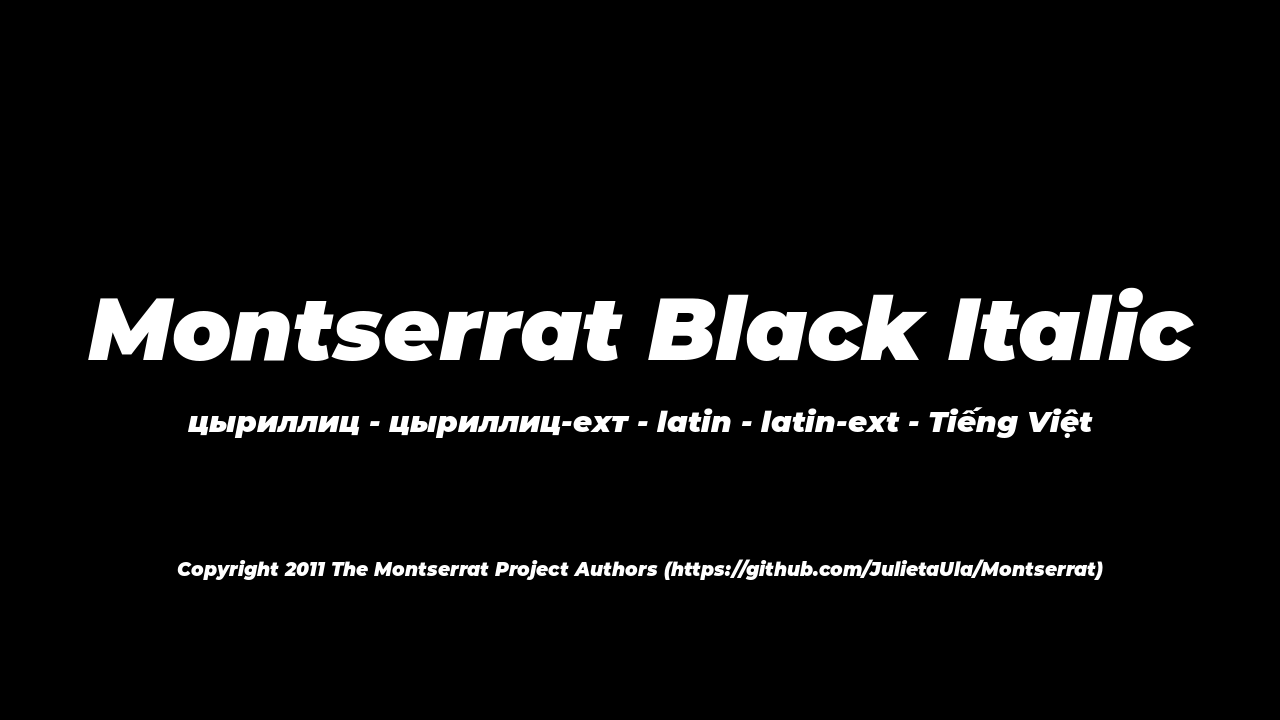 Montserrat Black Italic
цыриллиц - цыриллиц-ехт - latin - latin-ext - Tiếng Việt
Copyright 2011 The Montserrat Project Authors (https://github.com/JulietaUla/Montserrat)